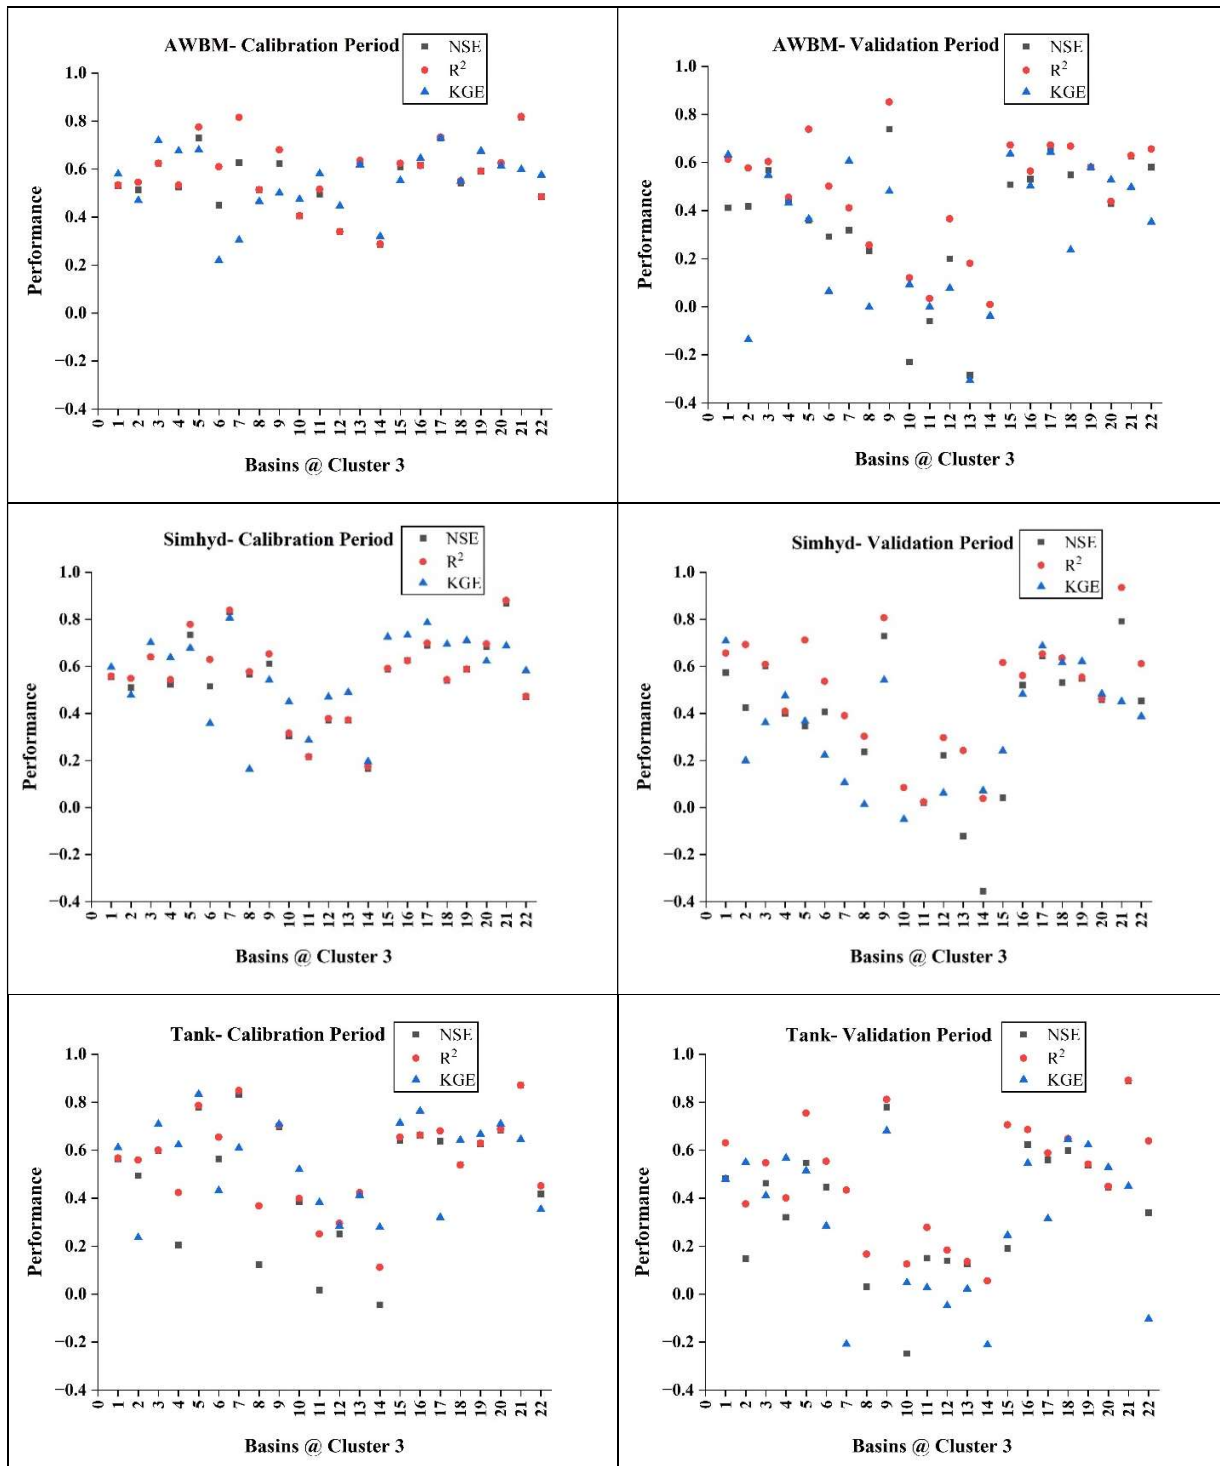 AWBM- Calibration Period
NSE
R²
KGE
1.0
0.8
0.6
0.4
0.2
0.0
−0.2
−0.4
Performance
0 1 2 3 4 5 6 7 8 9 10 11 12 13 14 15 16 17 18 19 20 21 22
Basins @ Cluster 3
AWBM- Validation Period
NSE
R²
KGE
1.0
0.8
0.6
0.4
0.2
0.0
−0.2
−0.4
Performance
0 1 2 3 4 5 6 7 8 9 10 11 12 13 14 15 16 17 18 19 20 21 22
Basins @ Cluster 3
Simhyd- Calibration Period
NSE
R²
KGE
1.0
0.8
0.6
0.4
0.2
0.0
−0.2
−0.4
Performance
0 1 2 3 4 5 6 7 8 9 10 11 12 13 14 15 16 17 18 19 20 21 22
Basins @ Cluster 3
Simhyd- Validation Period
NSE
R²
KGE
1.0
0.8
0.6
0.4
0.2
0.0
−0.2
−0.4
Performance
0 1 2 3 4 5 6 7 8 9 10 11 12 13 14 15 16 17 18 19 20 21 22
Basins @ Cluster 3
Tank- Calibration Period
NSE
R²
KGE
1.0
0.8
0.6
0.4
0.2
0.0
−0.2
−0.4
Performance
0 1 2 3 4 5 6 7 8 9 10 11 12 13 14 15 16 17 18 19 20 21 22
Basins @ Cluster 3
Tank- Validation Period
NSE
R²
KGE
1.0
0.8
0.6
0.4
0.2
0.0
−0.2
−0.4
Performance
0 1 2 3 4 5 6 7 8 9 10 11 12 13 14 15 16 17 18 19 20 21 22
Basins @ Cluster 3